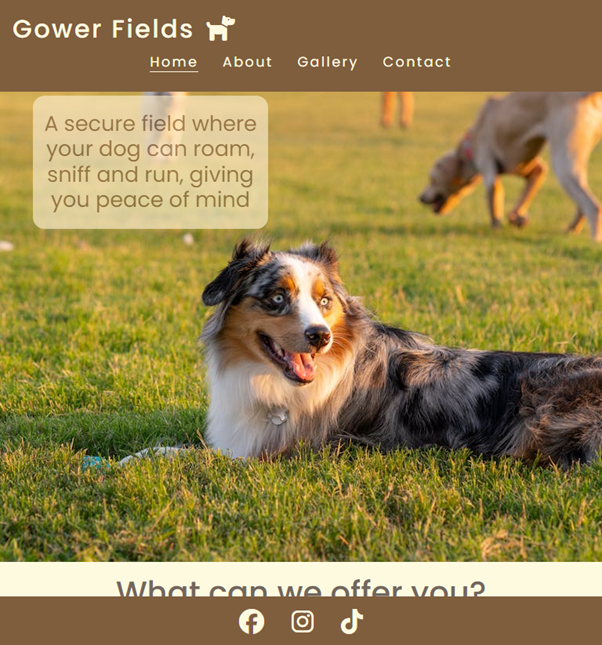 Gower Fields
Home About Gallery Contact
A secure field where
your dog can roam,
sniff and run, giving
you peace of mind
What can we offer you?